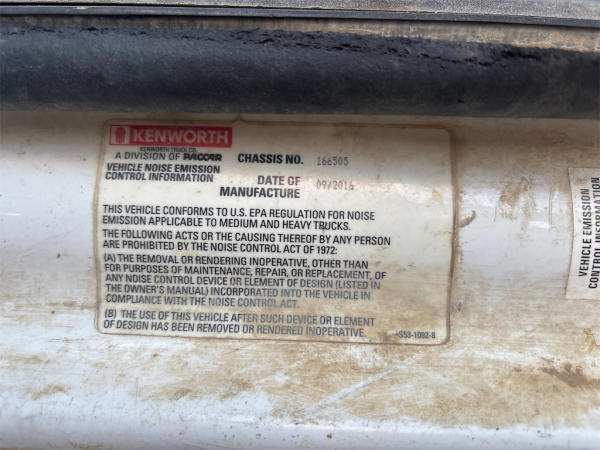 KENWORTH
KENWORTH TRUCK CO.
A DIVISION OF PACCAR
CHASSIS NO. 166505
VEHICLE NOISE EMISSION
CONTROL INFORMATION
DATE OF
MANUFACTURE 09/2016
THIS VEHICLE CONFORMS TO U.S. EPA REGULATION FOR NOISE
EMISSION APPLICABLE TO MEDIUM AND HEAVY TRUCKS.
THE FOLLOWING ACTS OR THE CAUSING THEREOF BY ANY PERSON
ARE PROHIBITED BY THE NOISE CONTROL ACT OF 1972:
(A) THE REMOVAL OR RENDERING INOPERATIVE, OTHER THAN
FOR PURPOSES OF MAINTENANCE, REPAIR, OR REPLACEMENT, OF
ANY NOISE CONTROL DEVICE OR ELEMENT OF DESIGN (LISTED IN
THE OWNER'S MANUAL) INCORPORATED INTO THE VEHICLE IN
COMPLIANCE WITH THE NOISE CONTROL ACT.
(B) THE USE OF THIS VEHICLE AFTER SUCH DEVICE OR ELEMENT
OF DESIGN HAS BEEN REMOVED OR RENDERED INOPERATIVE.
S53-1092-8
VEHICLE EMISSION
CONTROL INFORMATION